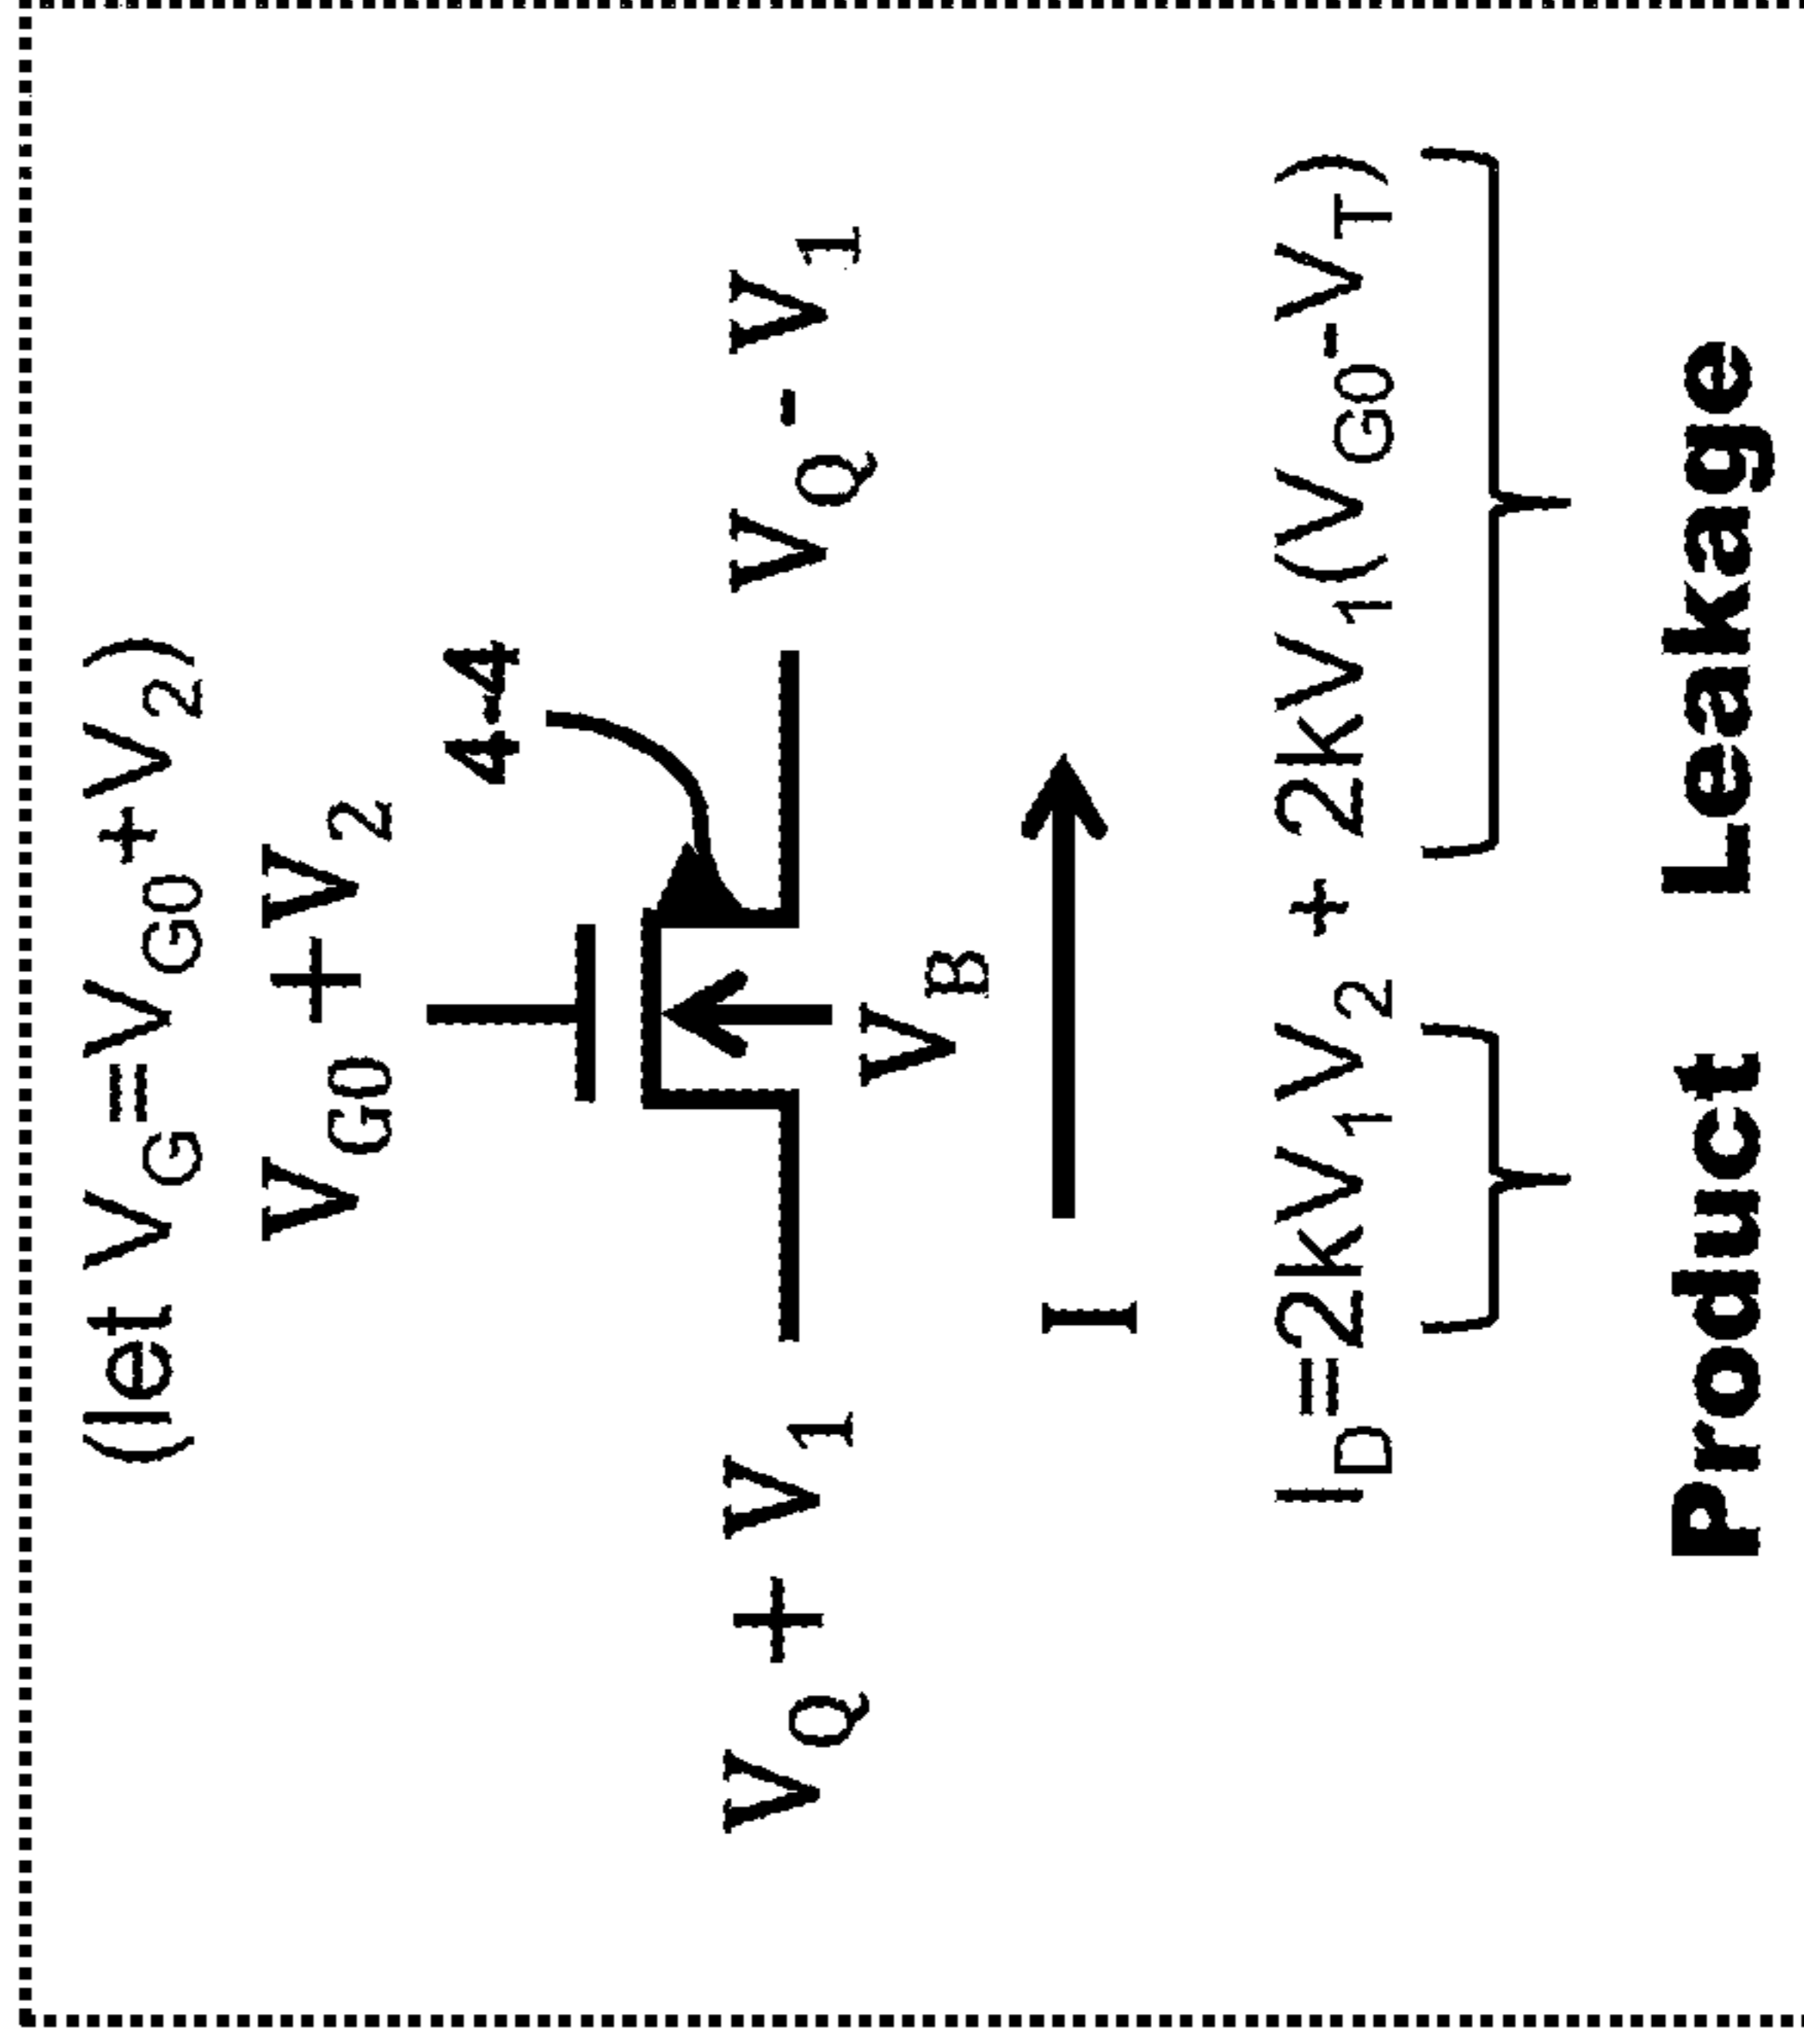 (let V_G=V_G0+V_2)
V_G0 + V_2
4-4
V_Q + V_1
V_Q - V_1
V_B
I
I_D=2kV_1V_2 + 2kV_1(V_G0-V_T)
Product Leakage